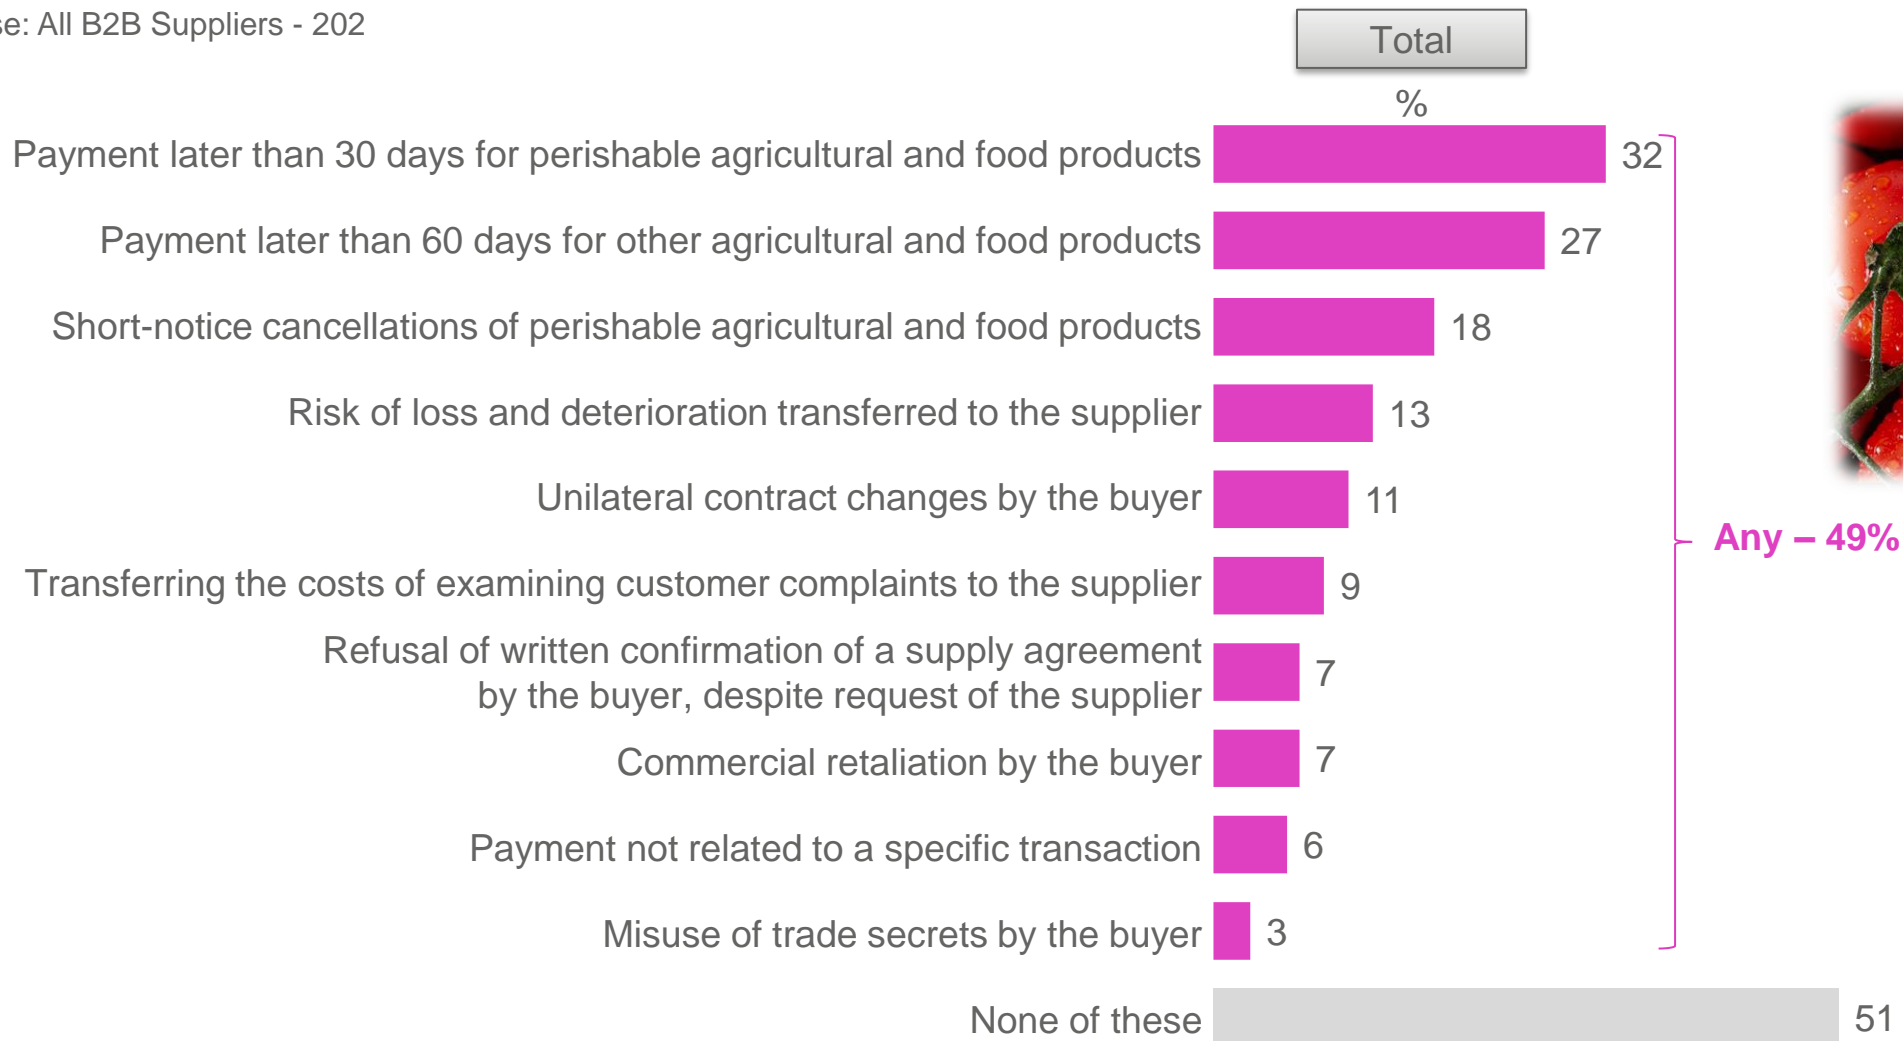 se: All B2B Suppliers - 202
Total
%
Payment later than 30 days for perishable agricultural and food products 32
Payment later than 60 days for other agricultural and food products 27
Short-notice cancellations of perishable agricultural and food products 18
Risk of loss and deterioration transferred to the supplier 13
Unilateral contract changes by the buyer 11
Any – 49%
Transferring the costs of examining customer complaints to the supplier 9
Refusal of written confirmation of a supply agreement
by the buyer, despite request of the supplier 7
Commercial retaliation by the buyer 7
Payment not related to a specific transaction 6
Misuse of trade secrets by the buyer 3
None of these 51